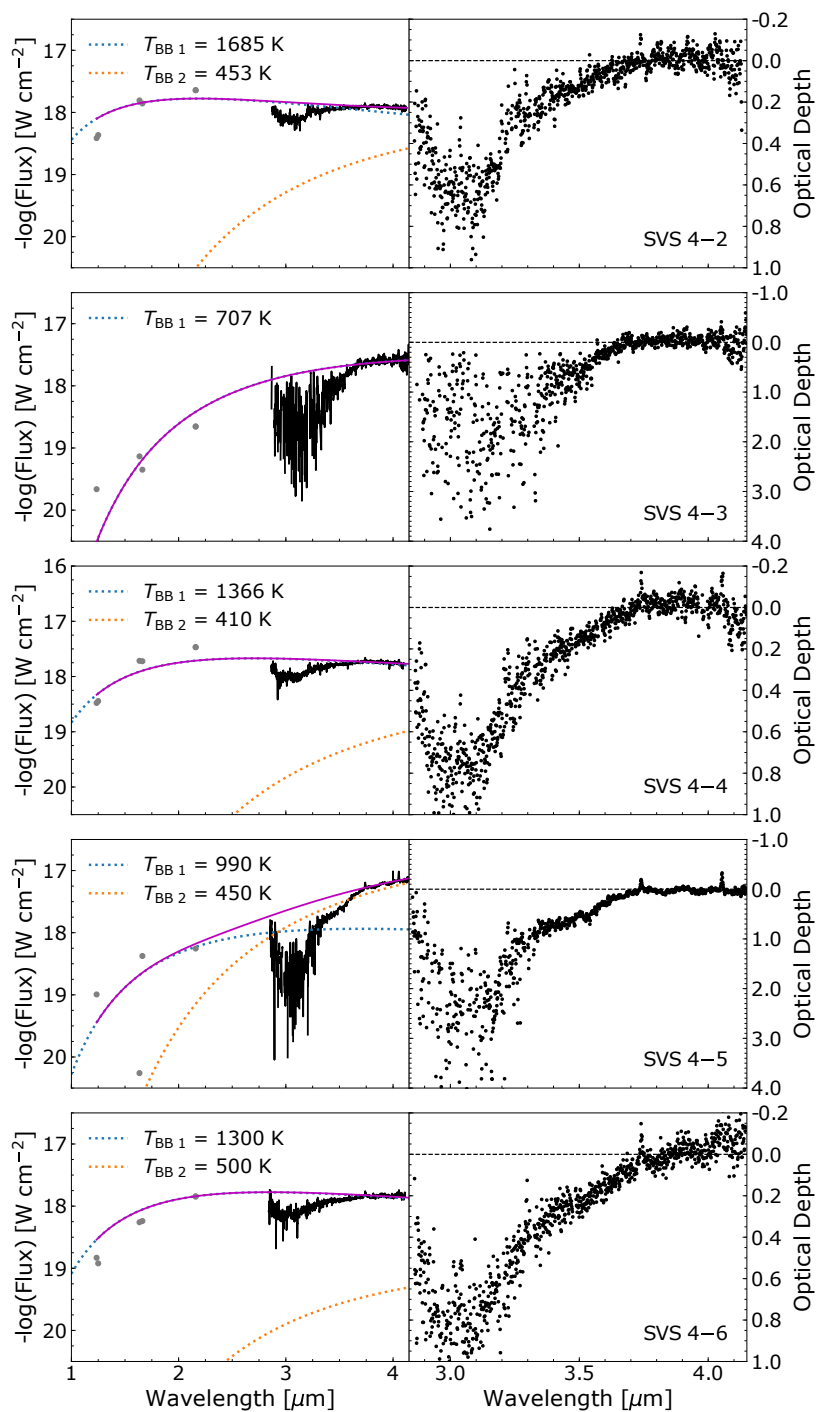 -0.2
17
T_BB 1 = 1685 K
T_BB 2 = 453 K
0.0
18
0.2
0.4
19
0.6
20
SVS 4−2
0.8
1.0
-log(Flux) [W cm⁻²]
Optical Depth
-1.0
17
T_BB 1 = 707 K
0.0
18
1.0
19
2.0
20
SVS 4−3
3.0
4.0
-log(Flux) [W cm⁻²]
Optical Depth
16
-0.2
T_BB 1 = 1366 K
T_BB 2 = 410 K
17
0.0
0.2
18
0.4
19
0.6
20
SVS 4−4
0.8
1.0
-log(Flux) [W cm⁻²]
Optical Depth
-1.0
17
T_BB 1 = 990 K
T_BB 2 = 450 K
0.0
18
1.0
19
2.0
20
SVS 4−5
3.0
4.0
-log(Flux) [W cm⁻²]
Optical Depth
-0.2
17
T_BB 1 = 1300 K
T_BB 2 = 500 K
0.0
18
0.2
0.4
19
0.6
20
SVS 4−6
0.8
1.0
-log(Flux) [W cm⁻²]
Optical Depth
1 2 3 4 3.0 3.5 4.0
Wavelength [μm] Wavelength [μm]